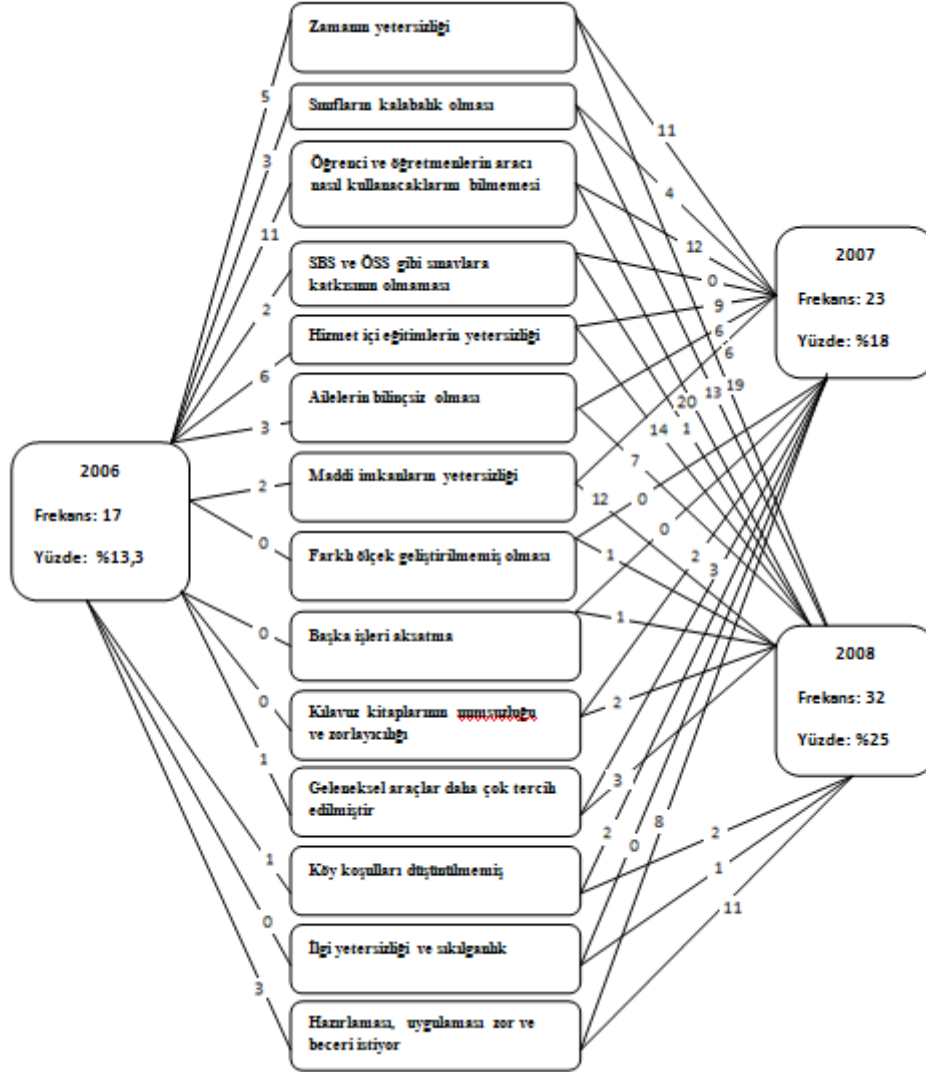 Zamanın yetersizliği
5
Sınıfların kalabalık olması
11
3
Öğrenci ve öğretmenlerin aracı
nasıl kullanacaklarını bilmemesi
4
11
12
2007
SBS ve ÖSS gibi sınavlara
katkısının olmaması
0
2
Frekans: 23
9
Hizmet içi eğitimlerin yetersizliği
6
Yüzde: %18
6
6
Ailelerin bilinçsiz olması
13
19
20
3
14
1
2006
Maddi imkanların yetersizliği
7
2
12
0
Frekans: 17
0
0
Farklı ölçek geliştirilmemiş olması
1
2
Yüzde: %13,3
3
0
Başka işleri aksatma
1
2008
0
Kılavuz kitaplarının
ve zorlayıcılığı
2
Frekans: 32
Yüzde: %25
1
Geleneksel araçlar daha çok tercih
edilmiştir
3
8
2
2
1
Köy koşulları düşünülmemiş
0
1
0
11
İlgi yetersizliği ve sıkılganlık
3
Hazırlaması, uygulaması zor ve
beceri istiyor